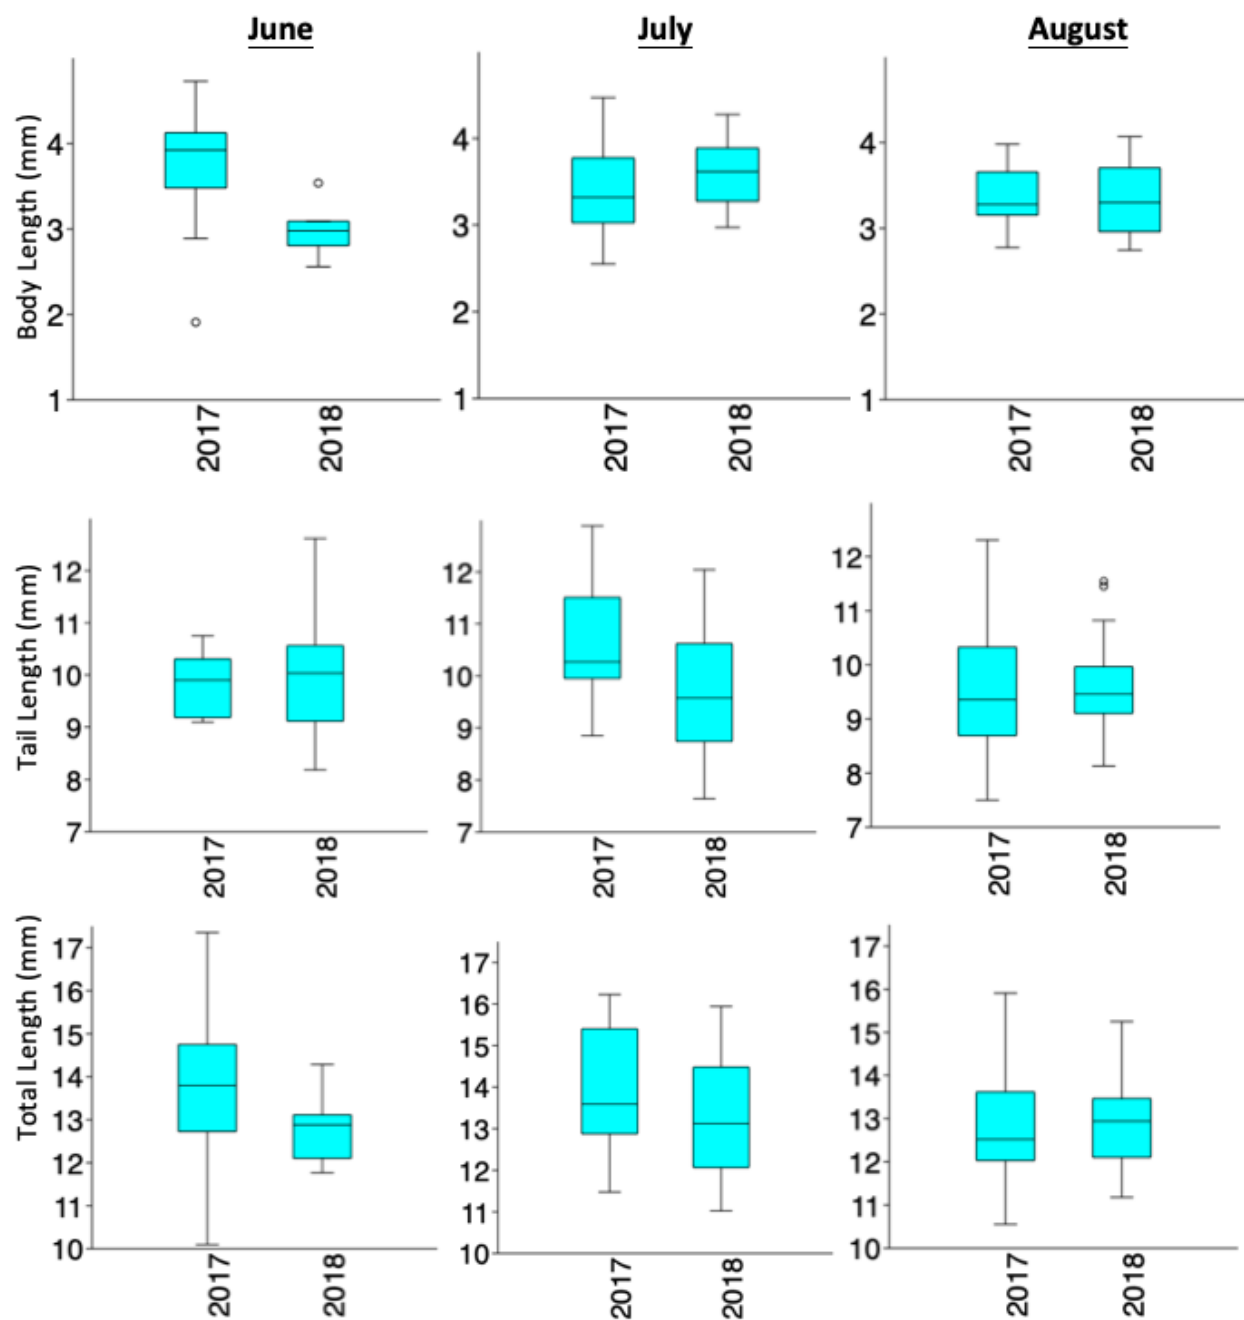 June July August
Body Length (mm)
4 4 4
3 3 3
2 2 2
1 1 1
2017 2018 2017 2018 2017 2018
Tail Length (mm)
12 12 12
11 11 11
10 10 10
9 9 9
8 8 8
7 7 7
2017 2018 2017 2018 2017 2018
Total Length (mm)
17 17 17
16 16 16
15 15 15
14 14 14
13 13 13
12 12 12
11 11 11
10 10 10
2017 2018 2017 2018 2017 2018